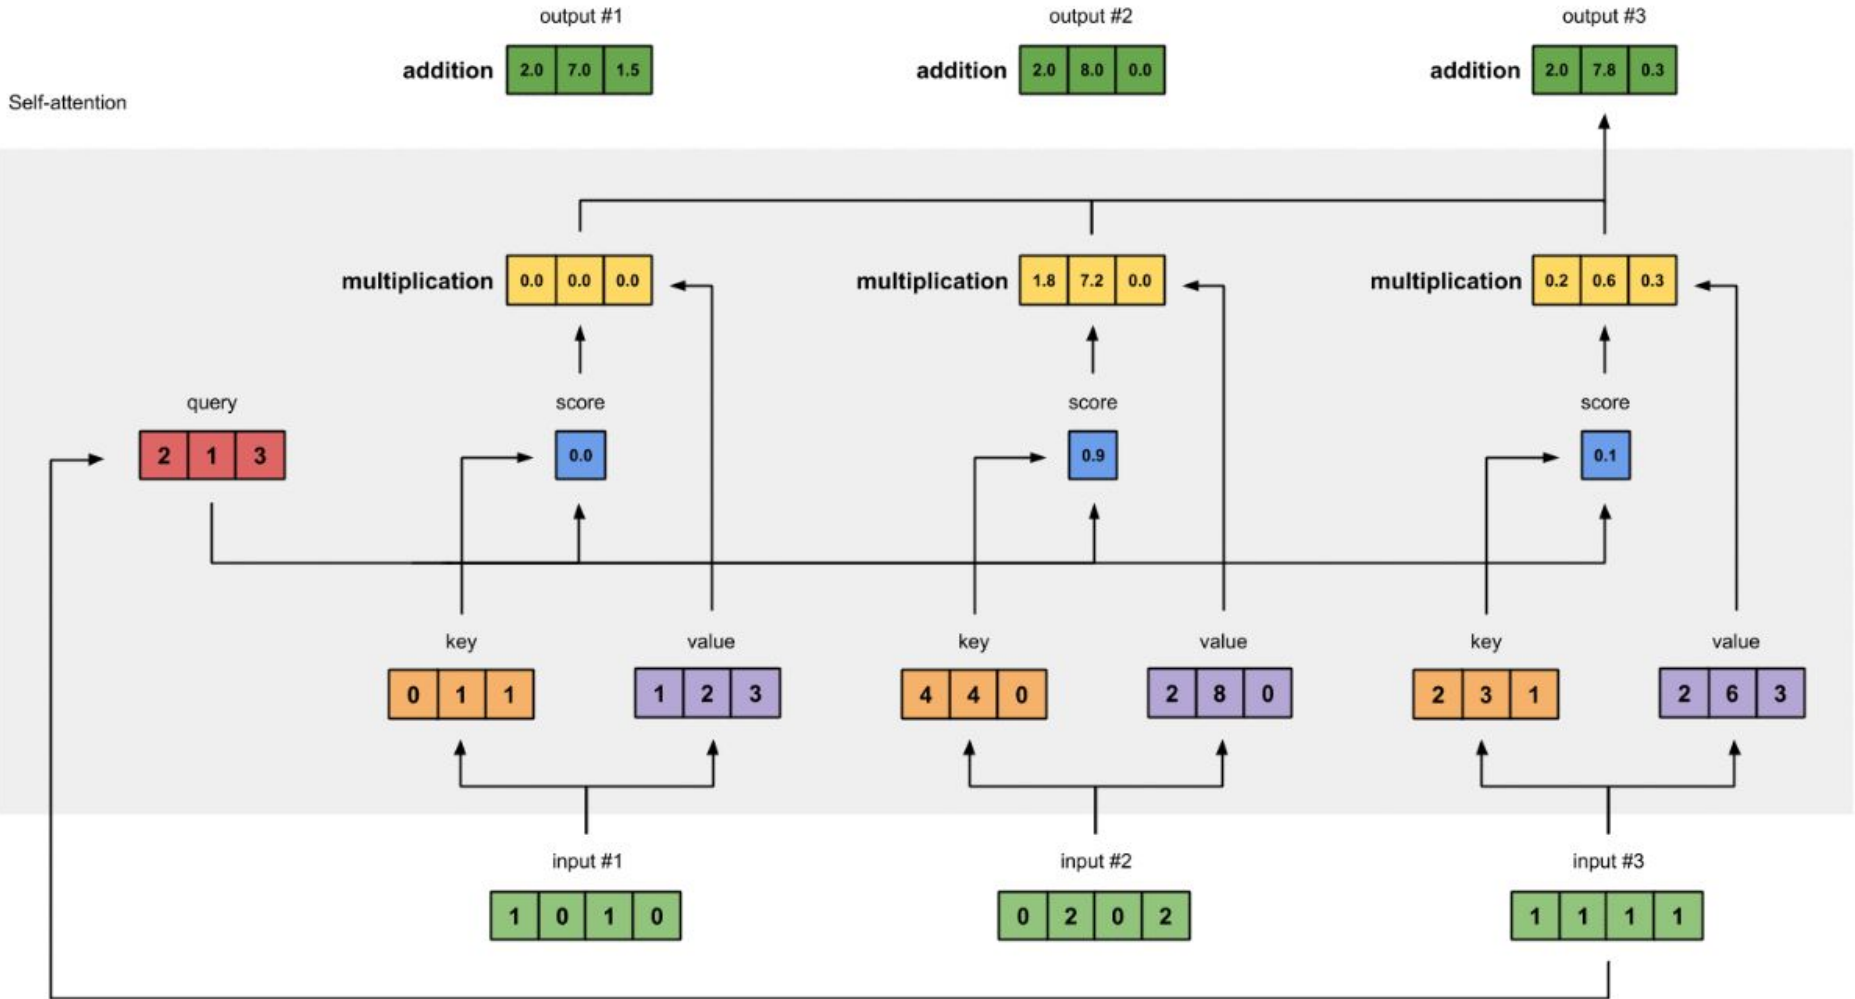 output #1 output #2 output #3
addition 2.0 7.0 1.5 addition 2.0 8.0 0.0 addition 2.0 7.8 0.3
Self-attention
multiplication 0.0 0.0 0.0 multiplication 1.8 7.2 0.0 multiplication 0.2 0.6 0.3
query score score score
2 1 3 0.0 0.9 0.1
key value key value key value
0 1 1 1 2 3 4 4 0 2 8 0 2 3 1 2 6 3
input #1 input #2 input #3
1 0 1 0 0 2 0 2 1 1 1 1